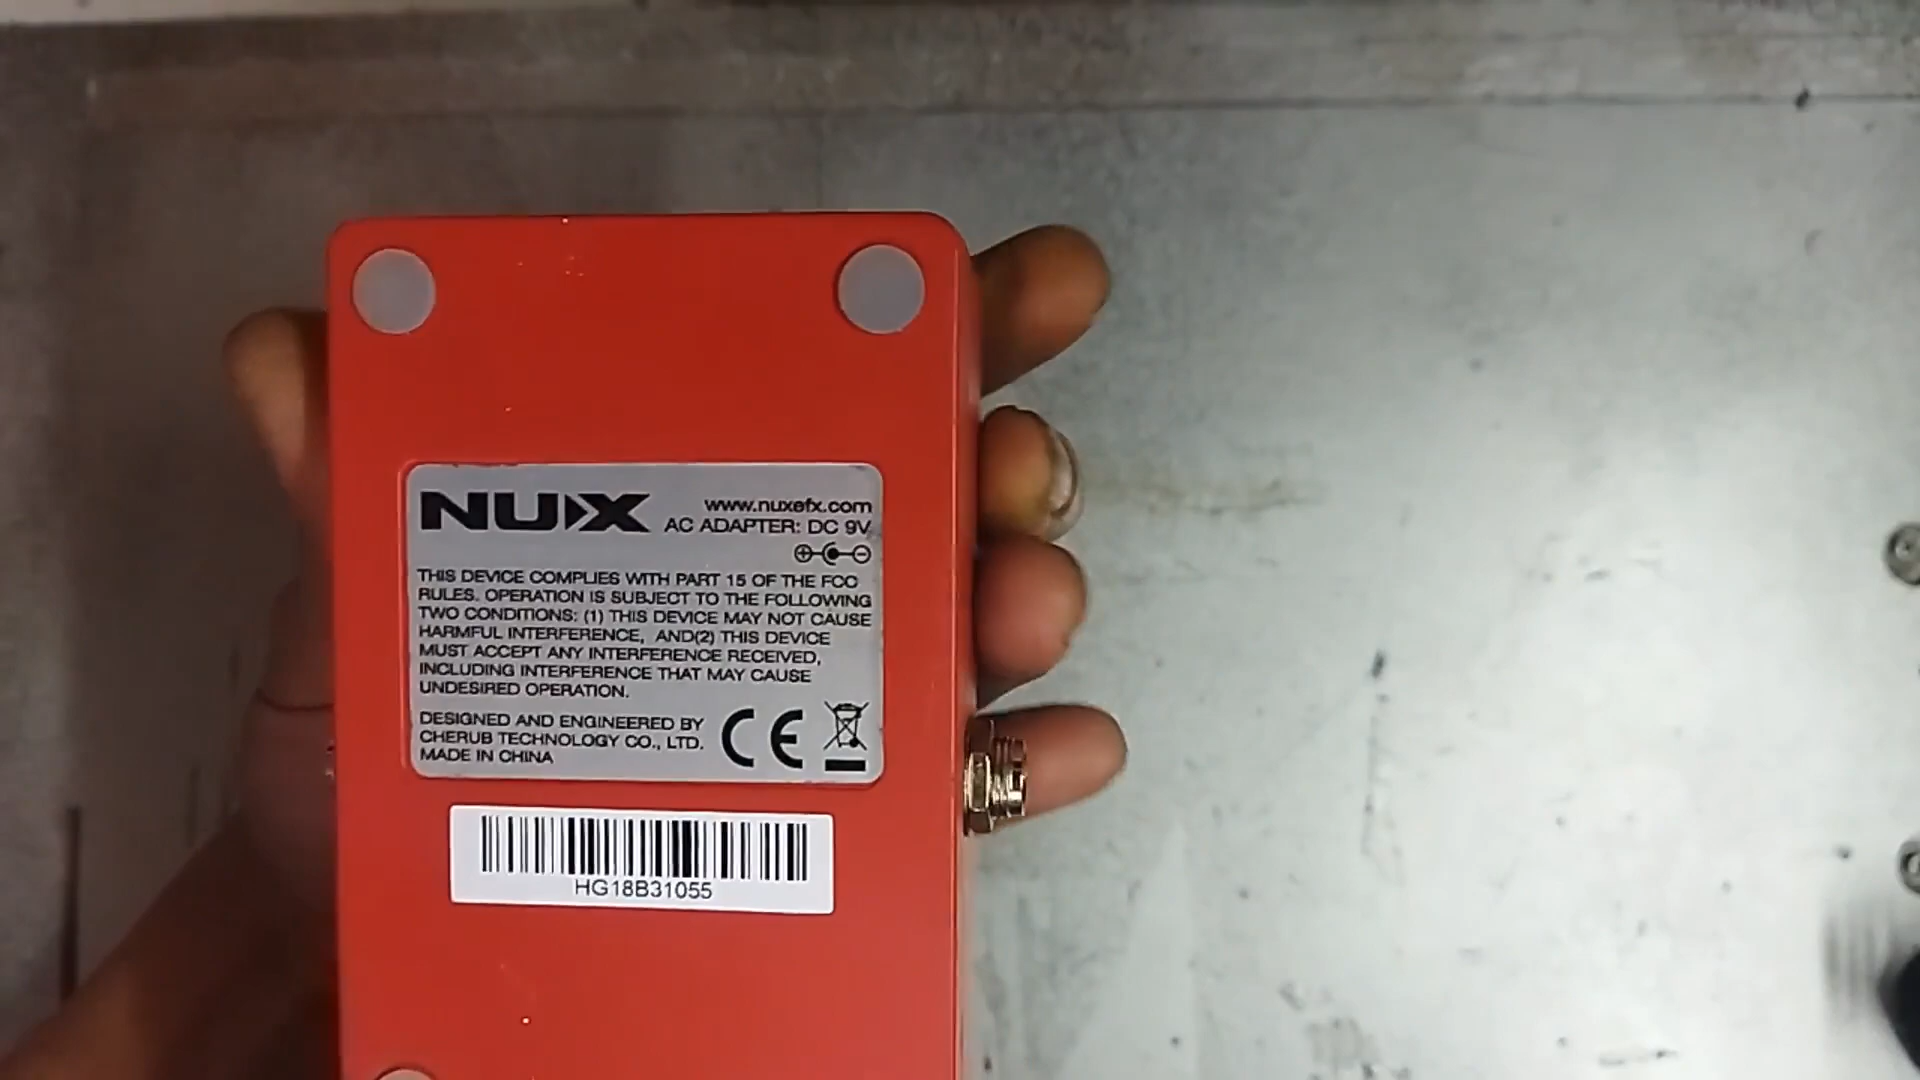 NUX
www.nuxefx.com
AC ADAPTER: DC 9V
THIS DEVICE COMPLIES WITH PART 15 OF THE FCC
RULES. OPERATION IS SUBJECT TO THE FOLLOWING
TWO CONDITIONS: (1) THIS DEVICE MAY NOT CAUSE
HARMFUL INTERFERENCE, AND(2) THIS DEVICE
MUST ACCEPT ANY INTERFERENCE RECEIVED,
INCLUDING INTERFERENCE THAT MAY CAUSE
UNDESIRED OPERATION.
DESIGNED AND ENGINEERED BY
CHERUB TECHNOLOGY CO., LTD.
MADE IN CHINA
CE
HG18B31055